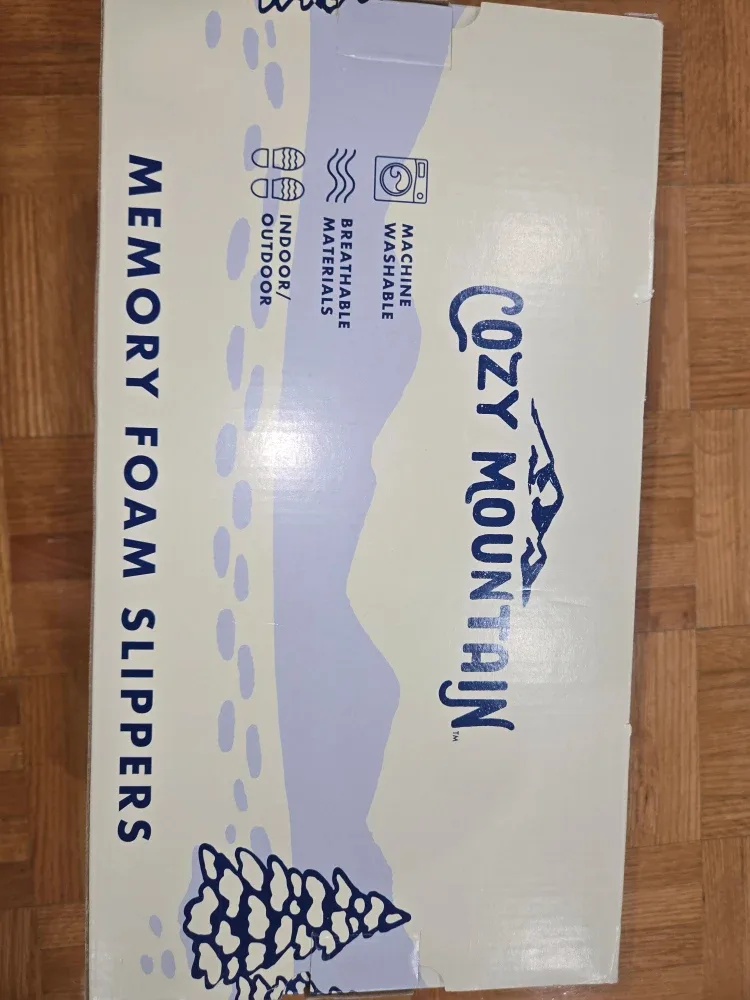 COZY MOUNTAIN™
MACHINE
WASHABLE
BREATHABLE
MATERIALS
INDOOR/
OUTDOOR
MEMORY FOAM SLIPPERS